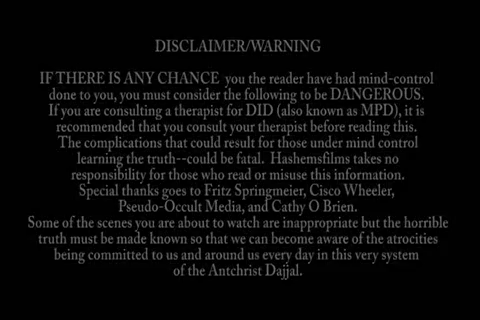 DISCLAIMER/WARNING
IF THERE IS ANY CHANCE you the reader have had mind-control
done to you, you must consider the following to be DANGEROUS.
If you are consulting a therapist for DID (also known as MPD), it is
recommended that you consult your therapist before reading this.
The complications that could result for those under mind control
learning the truth--could be fatal. Hashemsfilms takes no
responsibility for those who read or misuse this information.
Special thanks goes to Fritz Springmeier, Cisco Wheeler,
Pseudo-Occult Media, and Cathy O Brien.
Some of the scenes you are about to watch are inappropriate but the horrible
truth must be made known so that we can become aware of the atrocities
being committed to us and around us every day in this very system
of the Antchrist Dajjal.